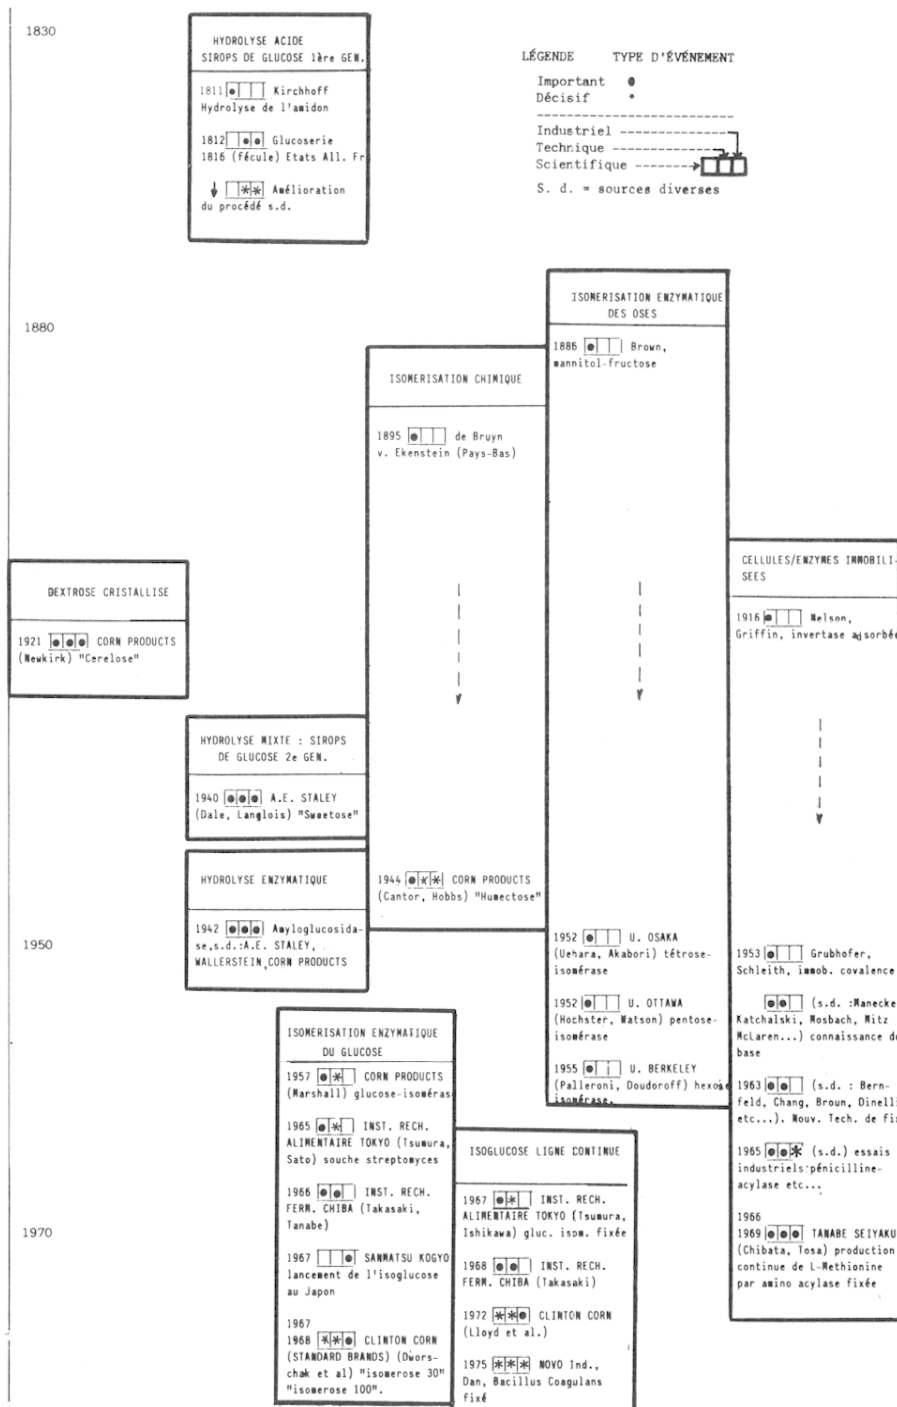 1830
HYDROLYSE ACIDE
SIROPS DE GLUCOSE 1ère GEN.
1811 Kirchhoff
Hydrolyse de l'amidon
1812 Glucoserie
1816 (fécule) Etats All. Fr
** Amélioration
du procédé s.d.
LÉGENDE TYPE D'ÉVÉNEMENT
Important ●
Décisif *
Industriel
Technique
Scientifique
S. d. = sources diverses
1880
ISOMERISATION ENZYMATIQUE
DES OSES
1886 Brown,
mannitol-fructose
ISOMERISATION CHIMIQUE
1895 de Bruyn
v. Ekenstein (Pays-Bas)
DEXTROSE CRISTALLISE
1921 CORN PRODUCTS
(Newkirk) "Cerelose"
CELLULES/ENZYMES IMMOBILI-
SEES
1916 Nelson,
Griffin, invertase adsorbée
HYDROLYSE MIXTE : SIROPS
DE GLUCOSE 2e GEN.
1940 A.E. STALEY
(Dale, Langlois) "Sweetose"
HYDROLYSE ENZYMATIQUE
1942 Amyloglucosida-
se,s.d.:A.E. STALEY,
WALLERSTEIN,CORN PRODUCTS
1944 ** CORN PRODUCTS
(Cantor, Hobbs) "Humectose"
1950
1952 U. OSAKA
(Uehara, Akabori) tétrose-
isomérase
1952 U. OTTAWA
(Hochster, Watson) pentose-
isomérase
1955 U. BERKELEY
(Palleroni, Doudoroff) hexose
isomérase.
1953 Grubhofer,
Schleith, immob. covalence
(s.d. :Manecke
Katchalski, Mosbach, Mitz
McLaren...) connaissance de
base
1963 (s.d. : Bern-
feld, Chang, Broun, Dinelli
etc...). Nouv. Tech. de fix
1965 * (s.d.) essais
industriels:pénicilline-
acylase etc...
1966
1969 TANABE SEIYAKU
(Chibata, Tosa) production
continue de L-Methionine
par amino acylase fixée
ISOMERISATION ENZYMATIQUE
DU GLUCOSE
1957 * CORN PRODUCTS
(Marshall) glucose-isoméras
1965 * INST. RECH.
ALIMENTAIRE TOKYO (Tsumura,
Sato) souche streptomyces
1966 INST. RECH.
FERM. CHIBA (Takasaki,
Tanabe)
1967 SANMATSU KOGYO
lancement de l'isoglucose
au Japon
1967
1968 ** CLINTON CORN
(STANDARD BRANDS) (Dwors-
chak et al) "isomerose 30"
"isomerose 100".
1970
ISOGLUCOSE LIGNE CONTINUE
1967 * INST. RECH.
ALIMENTAIRE TOKYO (Tsumura,
Ishikawa) gluc. isom. fixée
1968 INST. RECH.
FERM. CHIBA (Takasaki)
1972 ** CLINTON CORN
(Lloyd et al.)
1975 *** NOVO Ind.,
Dan, Bacillus Coagulans
fixé